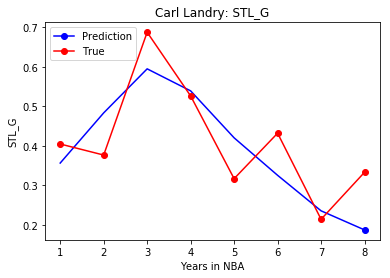 Carl Landry: STL_G
Prediction
True
STL_G
0.7
0.6
0.5
0.4
0.3
0.2
1 2 3 4 5 6 7 8
Years in NBA